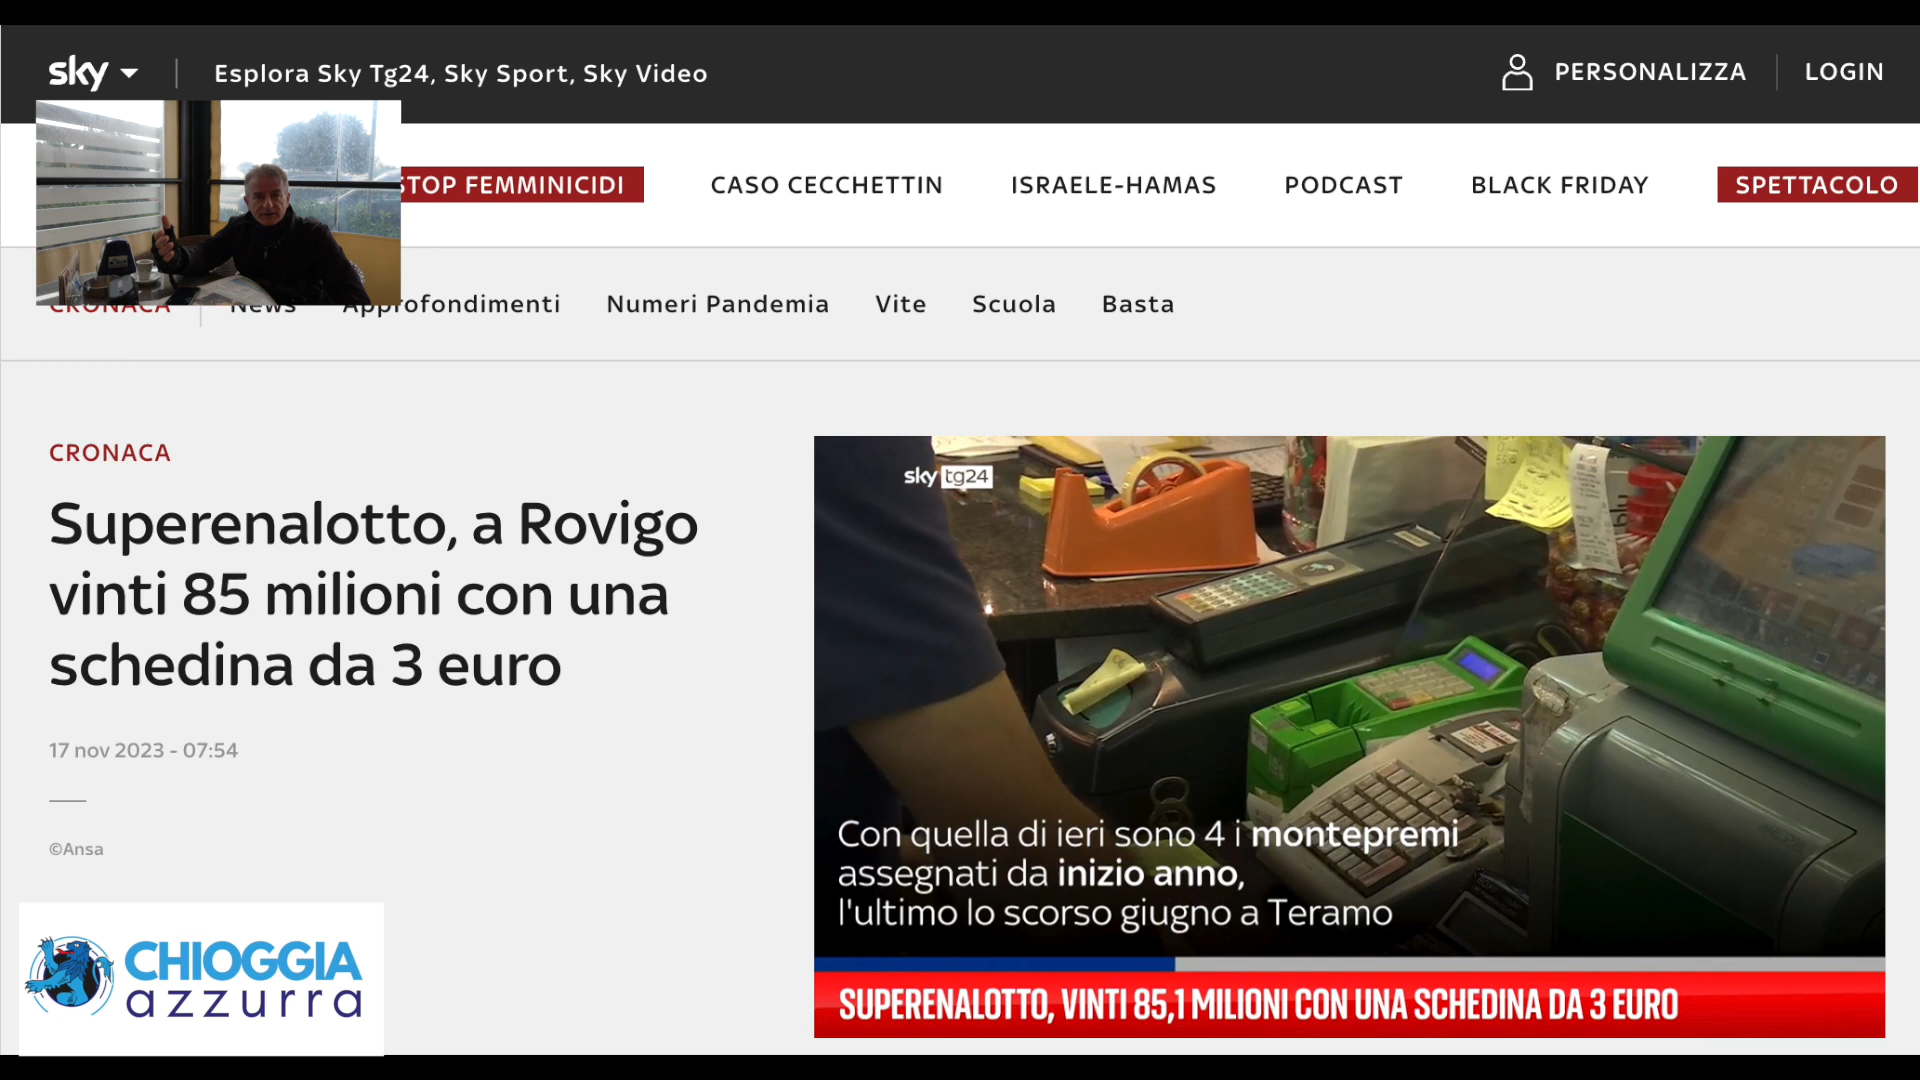 sky
Esplora Sky Tg24, Sky Sport, Sky Video
PERSONALIZZA
LOGIN
STOP FEMMINICIDI
CASO CECCHETTIN
ISRAELE-HAMAS
PODCAST
BLACK FRIDAY
SPETTACOLO
CRONACA
News
Approfondimenti
Numeri Pandemia
Vite
Scuola
Basta
CRONACA
Superenalotto, a Rovigo
vinti 85 milioni con una
schedina da 3 euro
17 nov 2023 - 07:54
©Ansa
sky tg24
Con quella di ieri sono 4 i montepremi
assegnati da inizio anno,
l'ultimo lo scorso giugno a Teramo
SUPERENALOTTO, VINTI 85,1 MILIONI CON UNA SCHEDINA DA 3 EURO
CHIOGGIA
azzurra